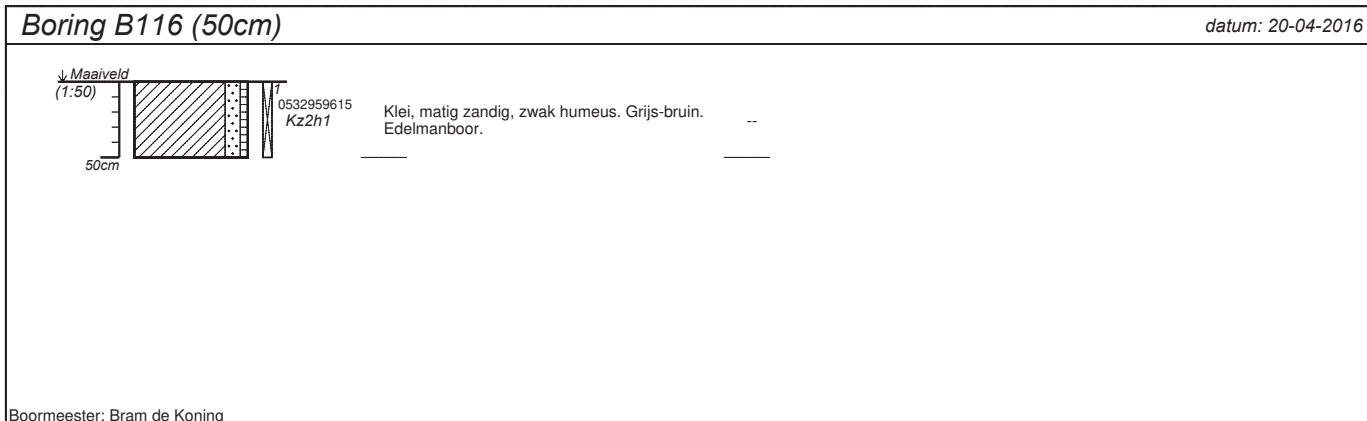 Boring B116 (50cm)
datum: 20-04-2016
Maaiveld
(1:50)
1
0532959615
Kz2h1
Klei, matig zandig, zwak humeus. Grijs-bruin.
Edelmanboor.
--
50cm
Boormeester: Bram de Koning